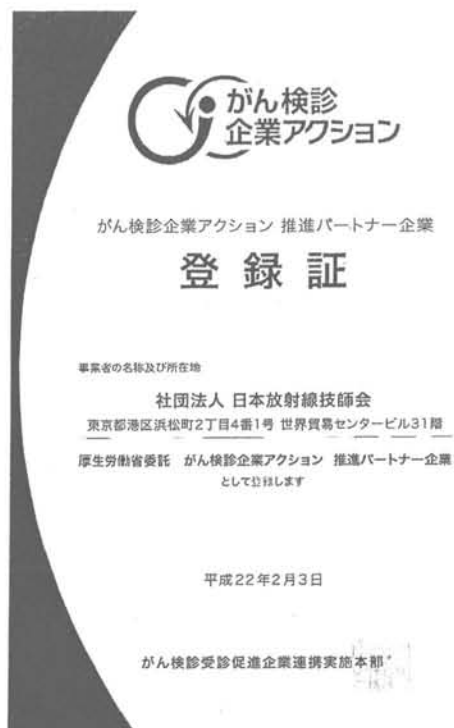 がん検診
企業アクション
がん検診企業アクション 推進パートナー企業
登録証
事業者の名称及び所在地
社団法人 日本放射線技師会
東京都港区浜松町2丁目4番1号 世界貿易センタービル31階
厚生労働省委託 がん検診企業アクション 推進パートナー企業
として登録します
平成22年2月3日
がん検診受診促進企業連携実施本部